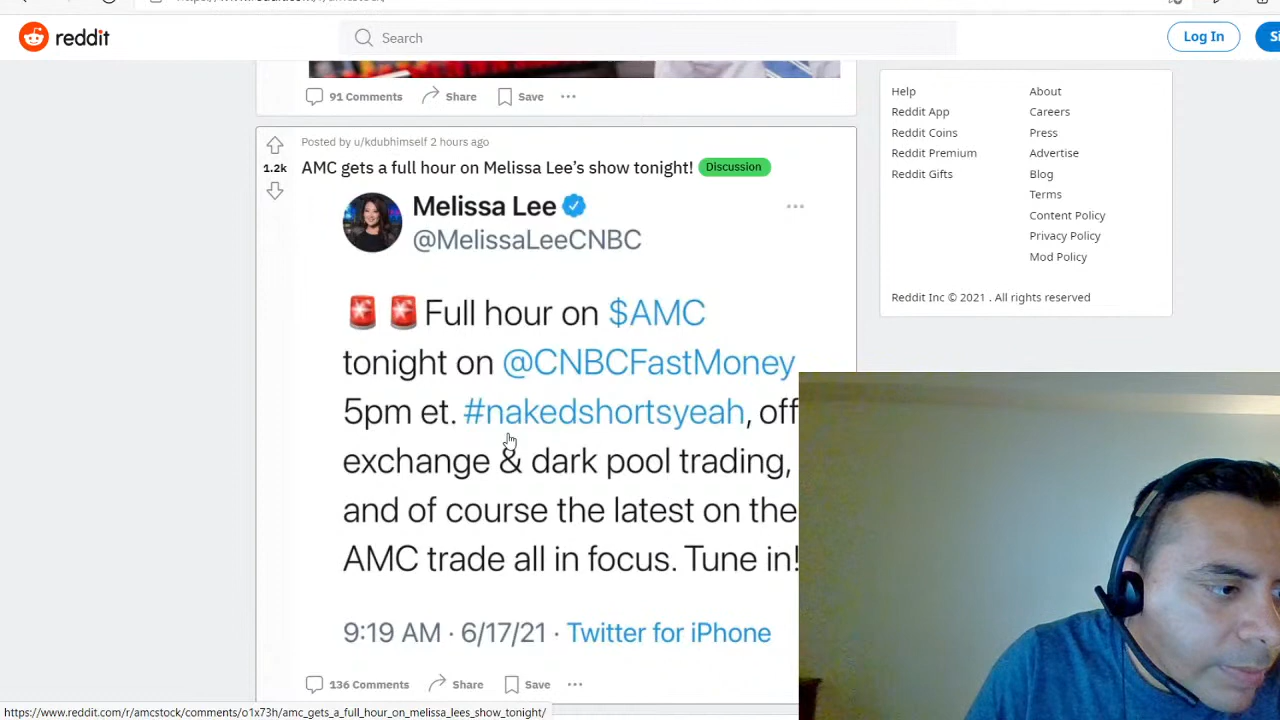 reddit
Search
Log In
91 Comments
Share
Save
Posted by u/kdubhimself 2 hours ago
1.2k
AMC gets a full hour on Melissa Lee's show tonight!
Discussion
Melissa Lee
@MelissaLeeCNBC
🚨🚨Full hour on $AMC
tonight on @CNBCFastMoney
5pm et. #nakedshortsyeah, off
exchange & dark pool trading,
and of course the latest on the
AMC trade all in focus. Tune in!
9:19 AM · 6/17/21 · Twitter for iPhone
136 Comments
Share
Save
Help
About
Reddit App
Careers
Reddit Coins
Press
Reddit Premium
Advertise
Reddit Gifts
Blog
Terms
Content Policy
Privacy Policy
Mod Policy
Reddit Inc © 2021 . All rights reserved
https://www.reddit.com/r/amcstock/comments/o1x73h/amc_gets_a_full_hour_on_melissa_lees_show_tonight/